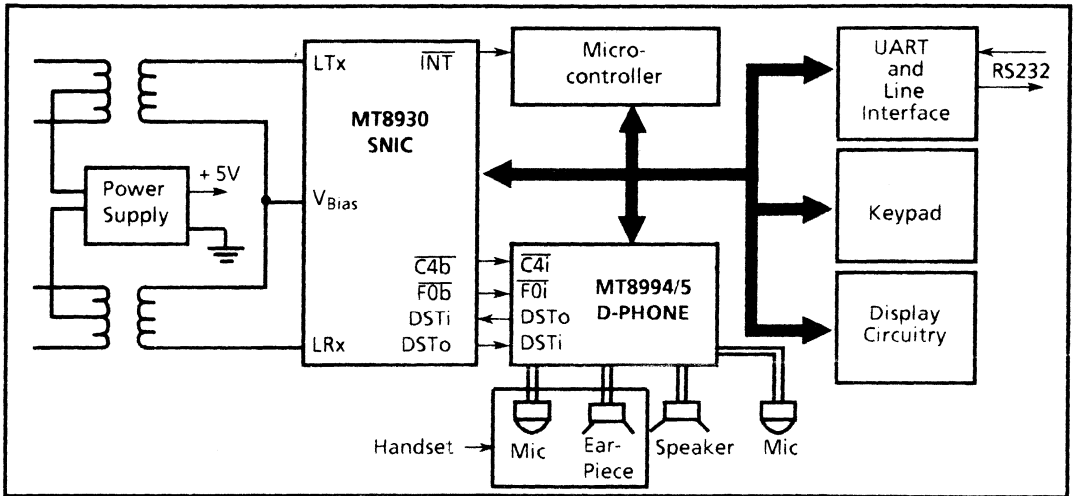 LTx
INT
MT8930
SNIC
Micro-
controller
UART
and
Line
Interface
RS232
Power
Supply
+ 5V
VBias
Keypad
C4b
F0b
DSTi
DSTo
LRx
C4i
F0i
DSTo
DSTi
MT8994/5
D-PHONE
Display
Circuitry
Handset
Mic
Ear-
Piece
Speaker
Mic